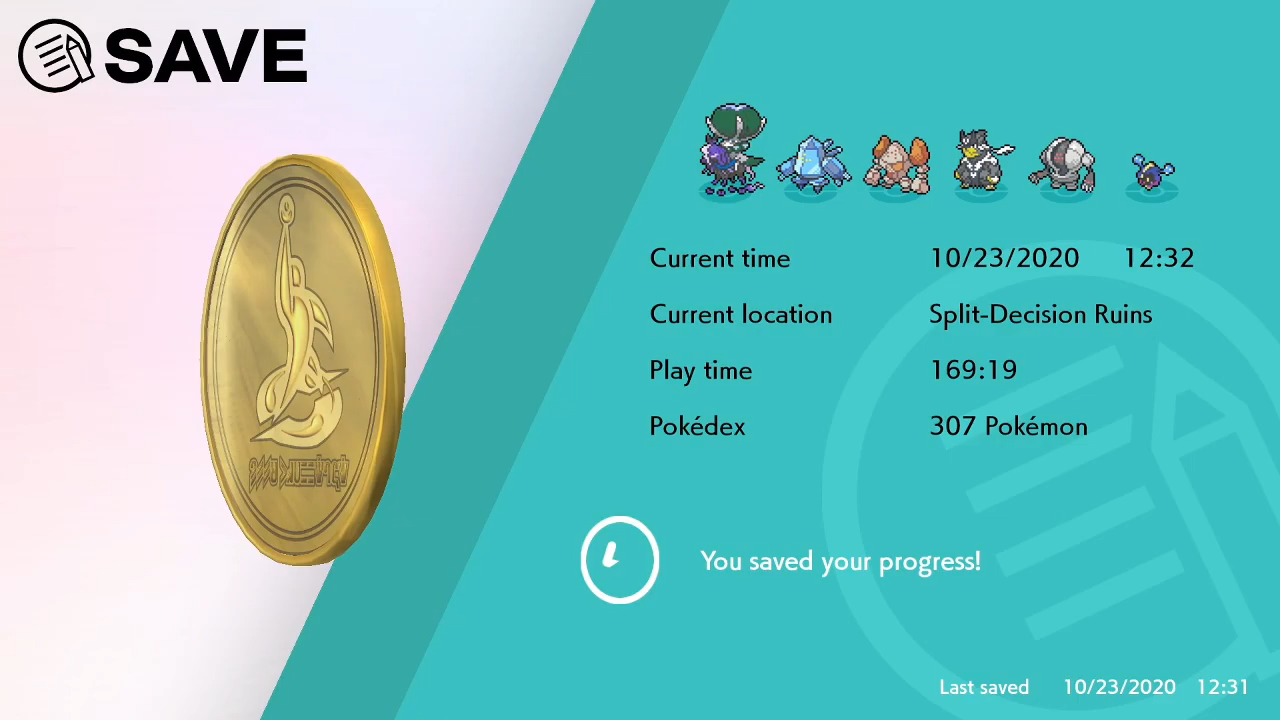 SAVE
Current time 10/23/2020 12:32
Current location Split-Decision Ruins
Play time 169:19
Pokédex 307 Pokémon
You saved your progress!
Last saved 10/23/2020 12:31